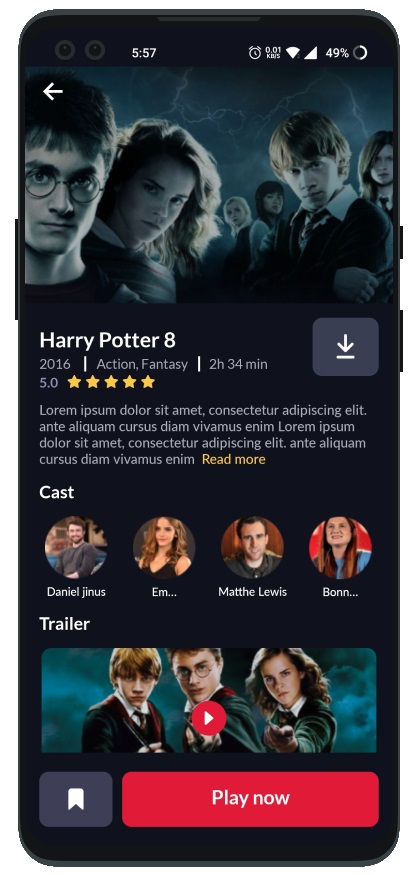 5:57
0.01
KB/S
49%
Harry Potter 8
2016 | Action, Fantasy | 2h 34 min
5.0
Lorem ipsum dolor sit amet, consectetur adipiscing elit.
ante aliquam cursus diam vivamus enim Lorem ipsum
dolor sit amet, consectetur adipiscing elit. ante aliquam
cursus diam vivamus enim Read more
Cast
Daniel jinus
Em...
Matthe Lewis
Bonn...
Trailer
Play now